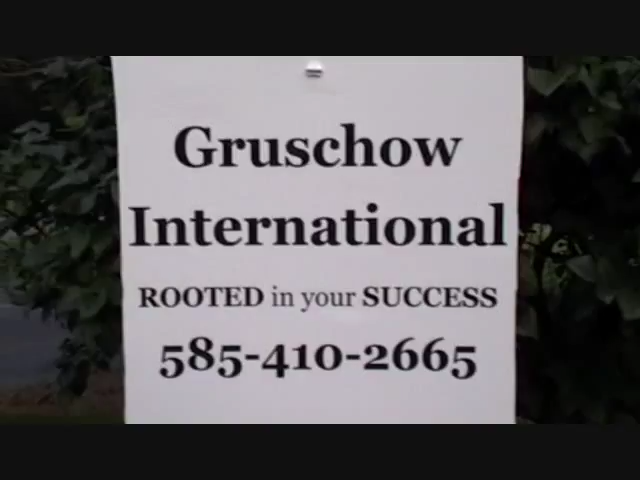 Gruschow
International
ROOTED in your SUCCESS
585-410-2665